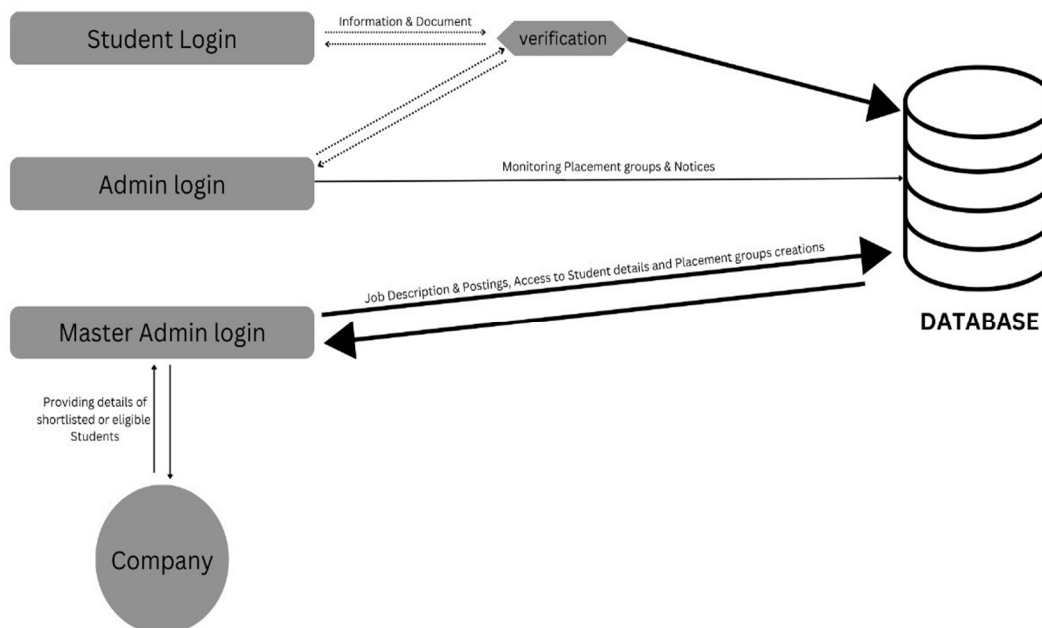 Information & Document
Student Login
verification
Admin login
Monitoring Placement groups & Notices
Job Description & Postings, Access to Student details and Placement groups creations
DATABASE
Master Admin login
Providing details of
shortlisted or eligible
Students
Company